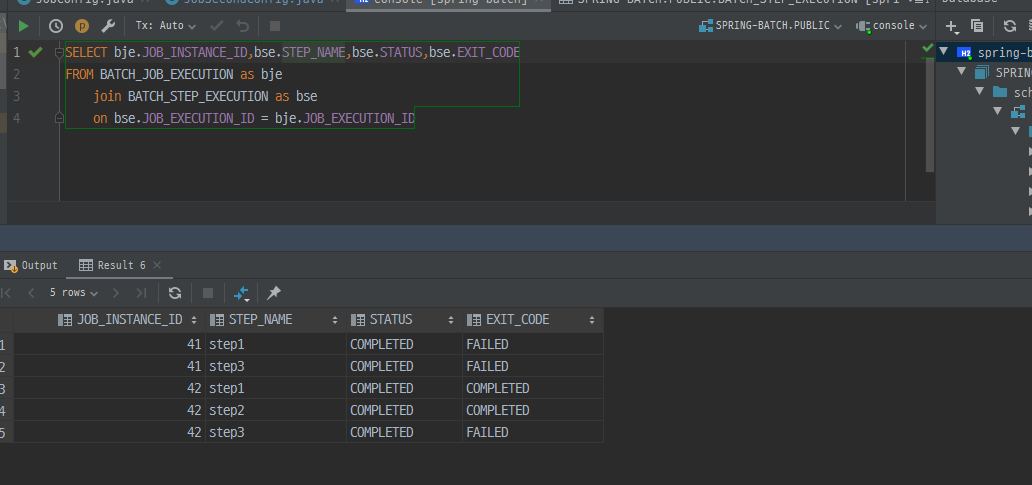 JobConfig.java JobSecondConfig.java console [spring-batch] SPRING-BATCH.PUBLIC.BATCH_STEP_EXECUTION [spri Database
Tx: Auto SPRING-BATCH.PUBLIC console
1 SELECT bje.JOB_INSTANCE_ID,bse.STEP_NAME,bse.STATUS,bse.EXIT_CODE
2 FROM BATCH_JOB_EXECUTION as bje
3 join BATCH_STEP_EXECUTION as bse
4 on bse.JOB_EXECUTION_ID = bje.JOB_EXECUTION_ID
H2 spring-b
SPRIN
sch
Output Result 6
5 rows
JOB_INSTANCE_ID STEP_NAME STATUS EXIT_CODE
1 41 step1 COMPLETED FAILED
2 41 step3 COMPLETED FAILED
3 42 step1 COMPLETED COMPLETED
4 42 step2 COMPLETED COMPLETED
5 42 step3 COMPLETED FAILED